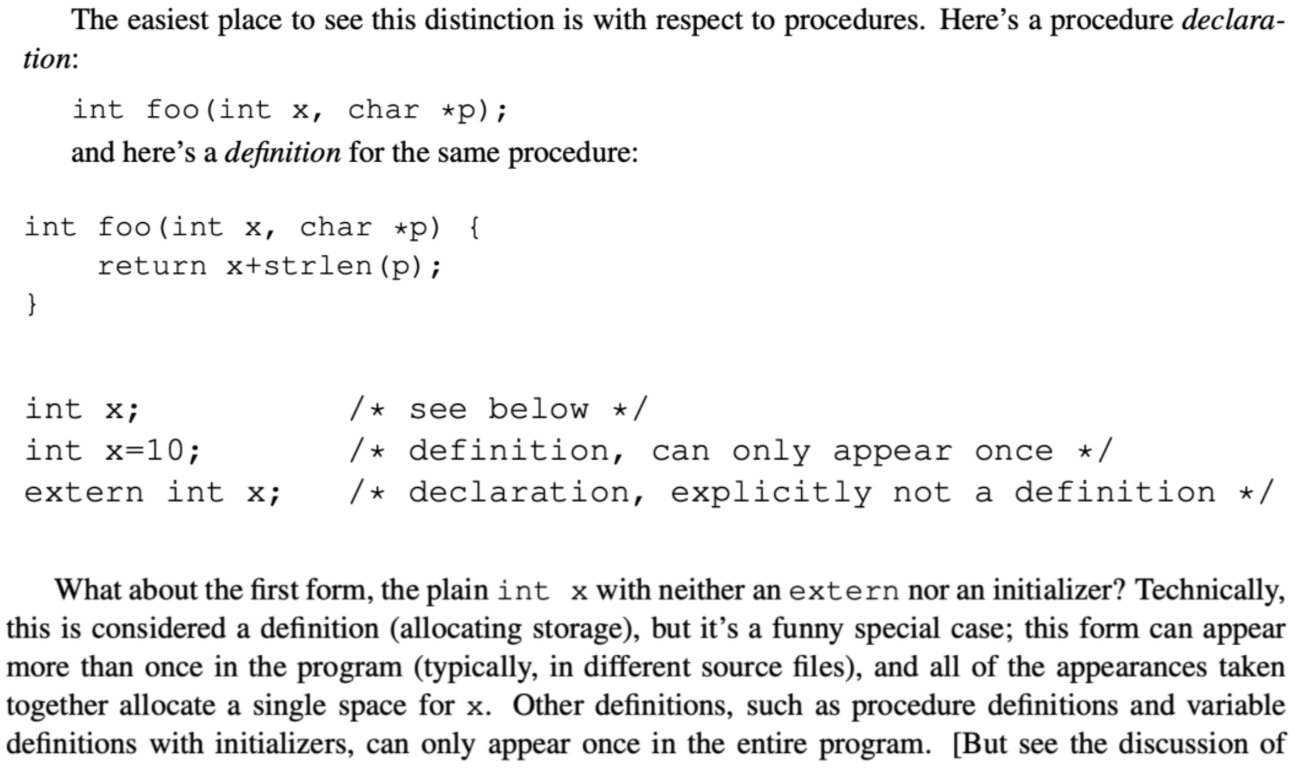 The easiest place to see this distinction is with respect to procedures. Here's a procedure declara-
tion:
int foo(int x, char *p);
and here's a definition for the same procedure:
int foo(int x, char *p) {
    return x+strlen(p);
}
int x;            /* see below */
int x=10;         /* definition, can only appear once */
extern int x;     /* declaration, explicitly not a definition */
What about the first form, the plain int x with neither an extern nor an initializer? Technically,
this is considered a definition (allocating storage), but it's a funny special case; this form can appear
more than once in the program (typically, in different source files), and all of the appearances taken
together allocate a single space for x. Other definitions, such as procedure definitions and variable
definitions with initializers, can only appear once in the entire program. [But see the discussion of